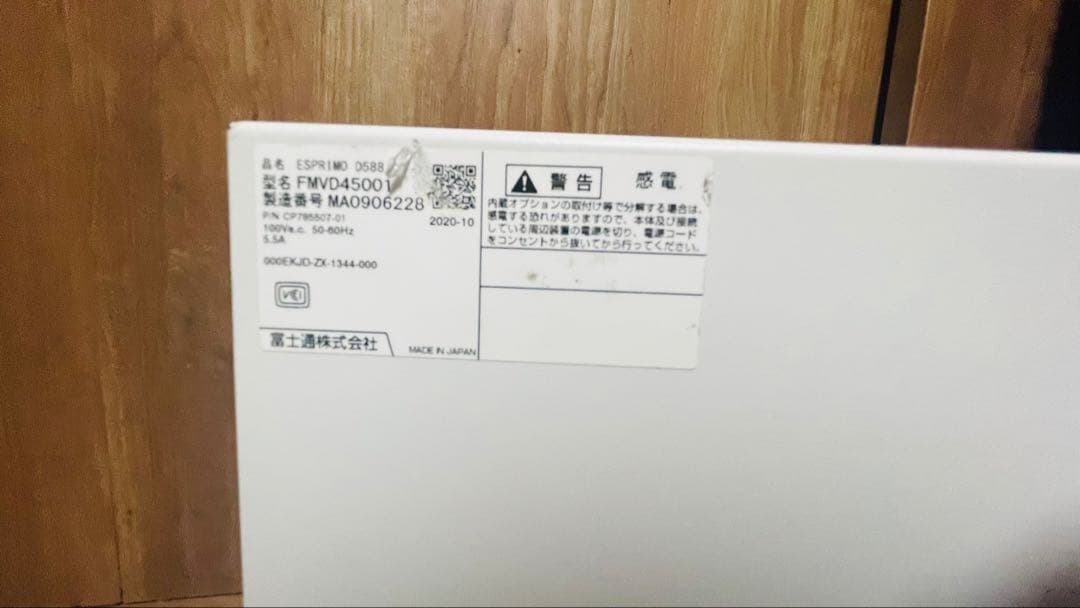 品名 ESPRIMO D588
型名 FMVD45001
製造番号 MA0906228
2020-10
P/N CP785507-01
100Va.c. 50-60Hz
5.5A
000EKJD-ZX-1344-000
VCI
富士通株式会社
MADE IN JAPAN
警告 感電
内蔵オプションの取付け等で分解する場合は、
感電する恐れがありますので、本体及び接続
している周辺装置の電源を切り、電源コード
をコンセントから抜いてから行ってください。